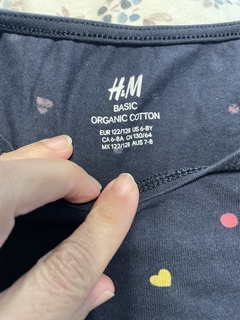 H&M
BASIC
ORGANIC COTTON
EUR 122/128 US 6-8Y
CA 6-8A CN 130/64
MX 122/128 AUS 7-8